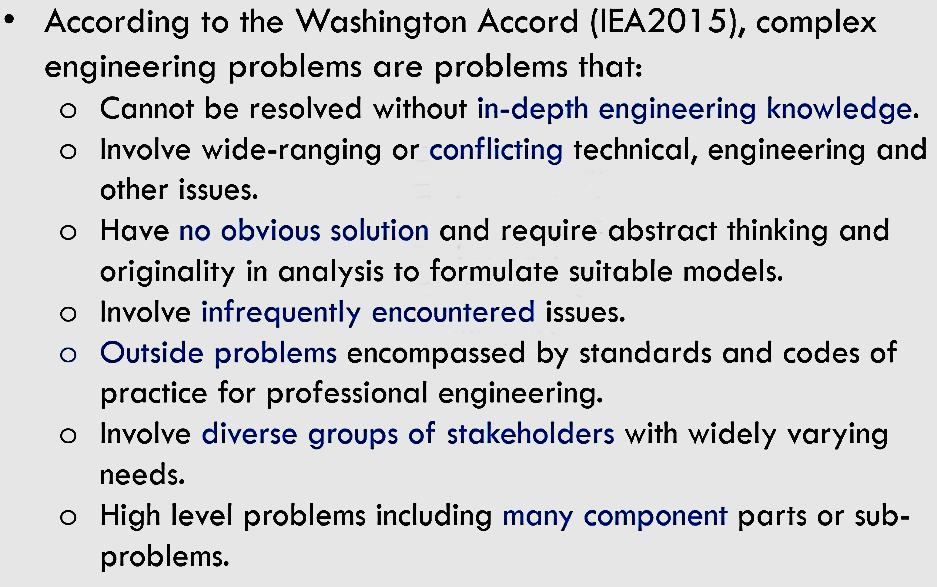 • According to the Washington Accord (IEA2015), complex
engineering problems are problems that:
o Cannot be resolved without in-depth engineering knowledge.
o Involve wide-ranging or conflicting technical, engineering and
other issues.
o Have no obvious solution and require abstract thinking and
originality in analysis to formulate suitable models.
o Involve infrequently encountered issues.
o Outside problems encompassed by standards and codes of
practice for professional engineering.
o Involve diverse groups of stakeholders with widely varying
needs.
o High level problems including many component parts or sub-
problems.